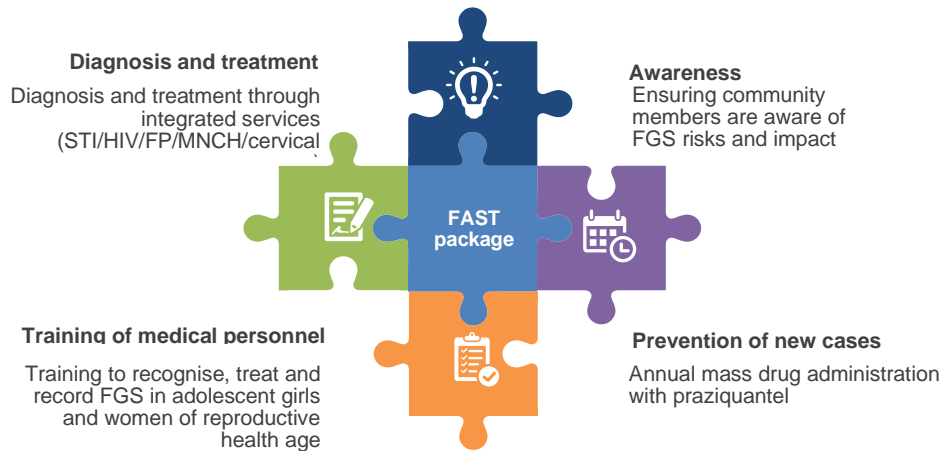 Diagnosis and treatment
Diagnosis and treatment through
integrated services
(STI/HIV/FP/MNCH/cervical
)
Awareness
Ensuring community
members are aware of
FGS risks and impact
FAST
package
Training of medical personnel
Training to recognise, treat and
record FGS in adolescent girls
and women of reproductive
health age
Prevention of new cases
Annual mass drug administration
with praziquantel